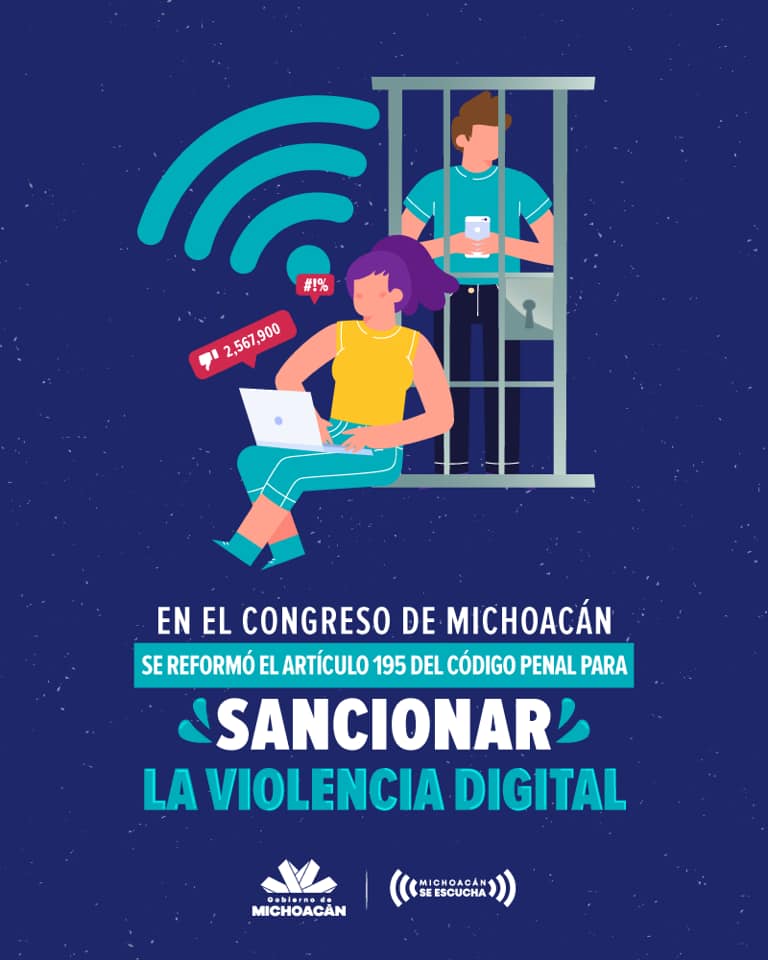 #!%
2,567,900
EN EL CONGRESO DE MICHOACÁN
SE REFORMÓ EL ARTÍCULO 195 DEL CÓDIGO PENAL PARA
SANCIONAR
LA VIOLENCIA DIGITAL
Gobierno de
MICHOACÁN
MICHOACÁN
SE ESCUCHA